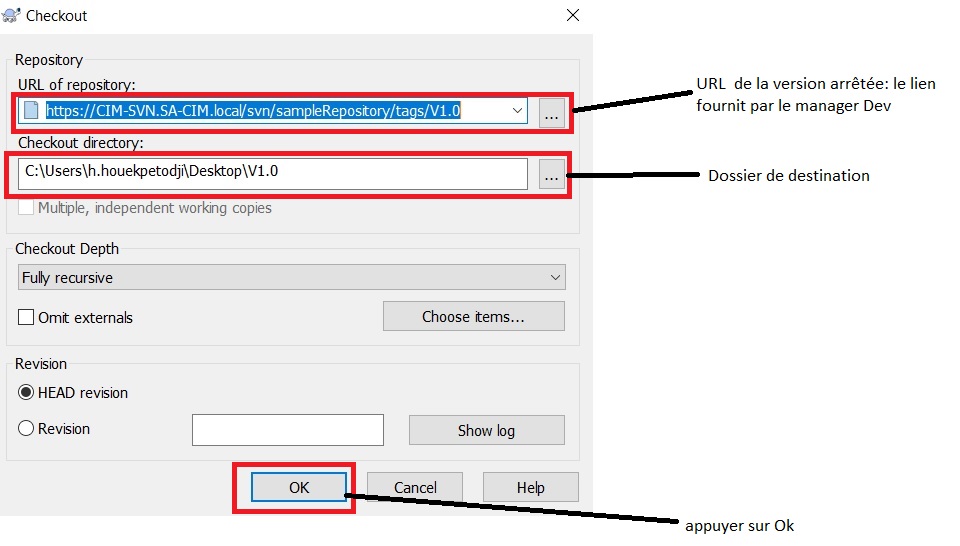 Checkout
Repository
URL of repository:
https://CIM-SVN.SA-CIM.local/svn/sampleRepository/tags/V1.0
...
URL de la version arrêtée: le lien
fournit par le manager Dev
Checkout directory:
C:\Users\h.houekpetodji\Desktop\V1.0
...
Dossier de destination
Multiple, independent working copies
Checkout Depth
Fully recursive
Omit externals
Choose items...
Revision
HEAD revision
Revision
Show log
OK
Cancel
Help
appuyer sur Ok